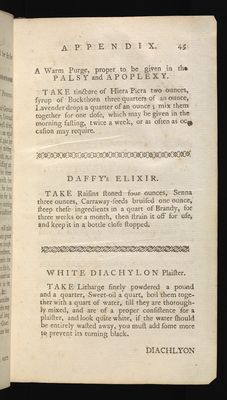 APPENDIX. 45
A Warm Purge, proper to be given in the
PALSY and APOPLEXY.
TAKE tincture of Hiera Picra two ounces,
syrup of Buckthorn three quarters of an ounce,
Lavender drops a quarter of an ounce; mix them
together for one dose, which may be given in the
morning fasting, twice a week, or as often as oc-
casion may require.
DAFFY's ELIXIR.
TAKE Raisins stoned four ounces, Senna
three ounces, Carraway-seeds bruised one ounce,
steep these ingredients in a quart of Brandy, for
three weeks or a month, then strain it off for use,
and keep it in a bottle close stopped.
WHITE DIACHYLON Plaister.
TAKE Litharge finely powdered a pound
and a quarter, Sweet-oil a quart, boil them toge-
ther with a quart of water, till they are thorough-
ly mixed, and are of a proper consistence for a
plaister, and look quite white, if the water should
be entirely wasted away, you must add some more
to prevent its turning black.
DIACHLYON